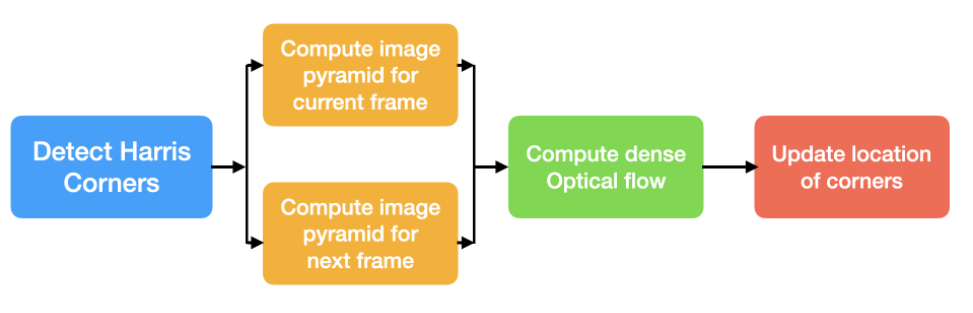 Detect Harris
Corners
Compute image
pyramid for
current frame
Compute image
pyramid for
next frame
Compute dense
Optical flow
Update location
of corners